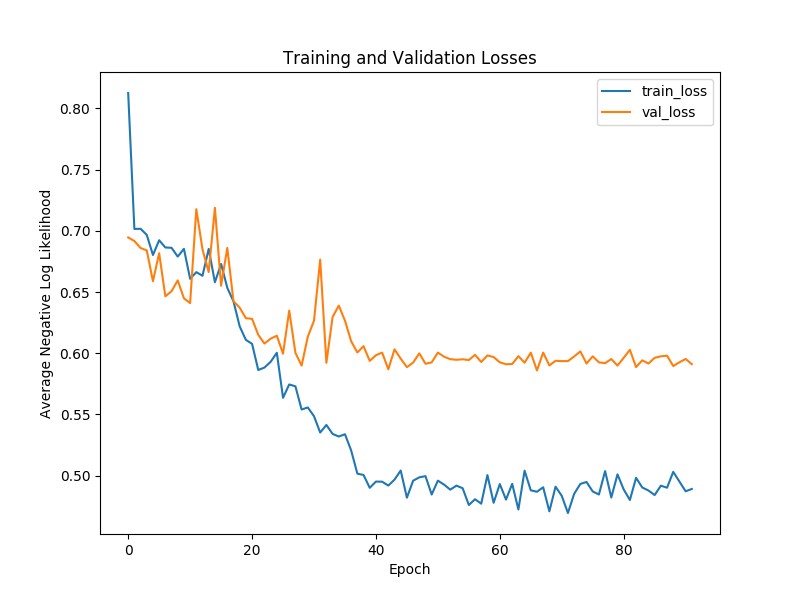 Training and Validation Losses
train_loss
val_loss
Average Negative Log Likelihood
0.80
0.75
0.70
0.65
0.60
0.55
0.50
0 20 40 60 80
Epoch